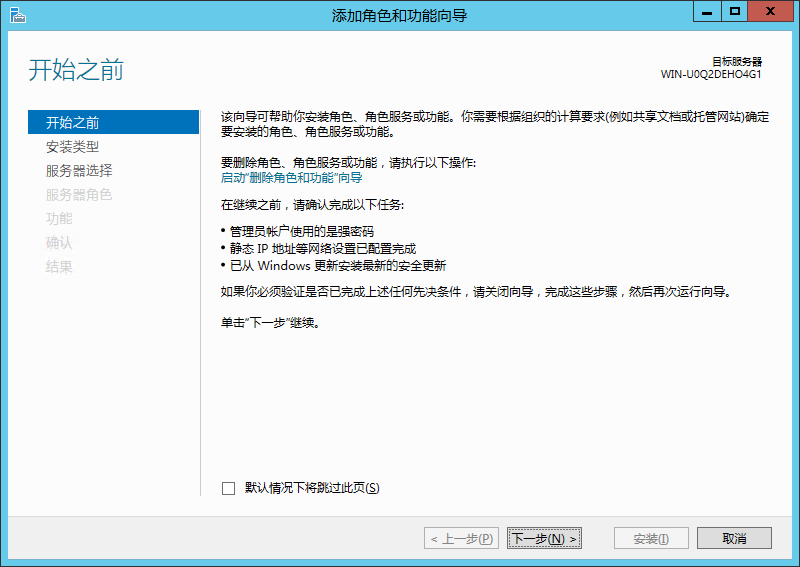 添加角色和功能向导
开始之前
目标服务器
WIN-U0Q2DEHO4G1
开始之前
安装类型
服务器选择
服务器角色
功能
确认
结果
该向导可帮助你安装角色、角色服务或功能。你需要根据组织的计算要求(例如共享文档或托管网站)确定
要安装的角色、角色服务或功能。
要删除角色、角色服务或功能，请执行以下操作:
启动“删除角色和功能”向导
在继续之前，请确认完成以下任务:
• 管理员帐户使用的是强密码
• 静态 IP 地址等网络设置已配置完成
• 已从 Windows 更新安装最新的安全更新
如果你必须验证是否已完成上述任何先决条件，请关闭向导，完成这些步骤，然后再次运行向导。
单击“下一步”继续。
默认情况下将跳过此页(S)
< 上一步(P)
下一步(N) >
安装(I)
取消